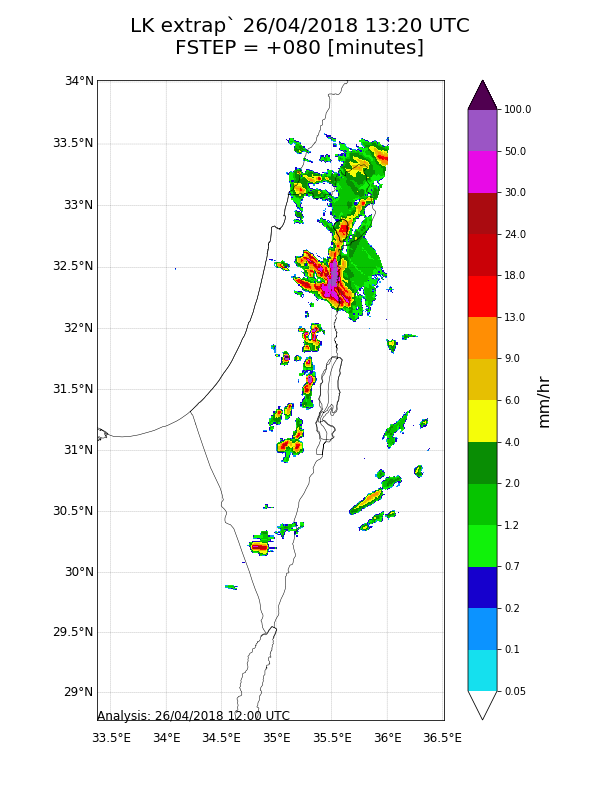 LK extrap` 26/04/2018 13:20 UTC
FSTEP = +080 [minutes]
34°N
33.5°N
33°N
32.5°N
32°N
31.5°N
31°N
30.5°N
30°N
29.5°N
29°N
Analysis: 26/04/2018 12:00 UTC
33.5°E 34°E 34.5°E 35°E 35.5°E 36°E 36.5°E
100.0
50.0
30.0
24.0
18.0
13.0
9.0
6.0
4.0
2.0
1.2
0.7
0.2
0.1
0.05
mm/hr